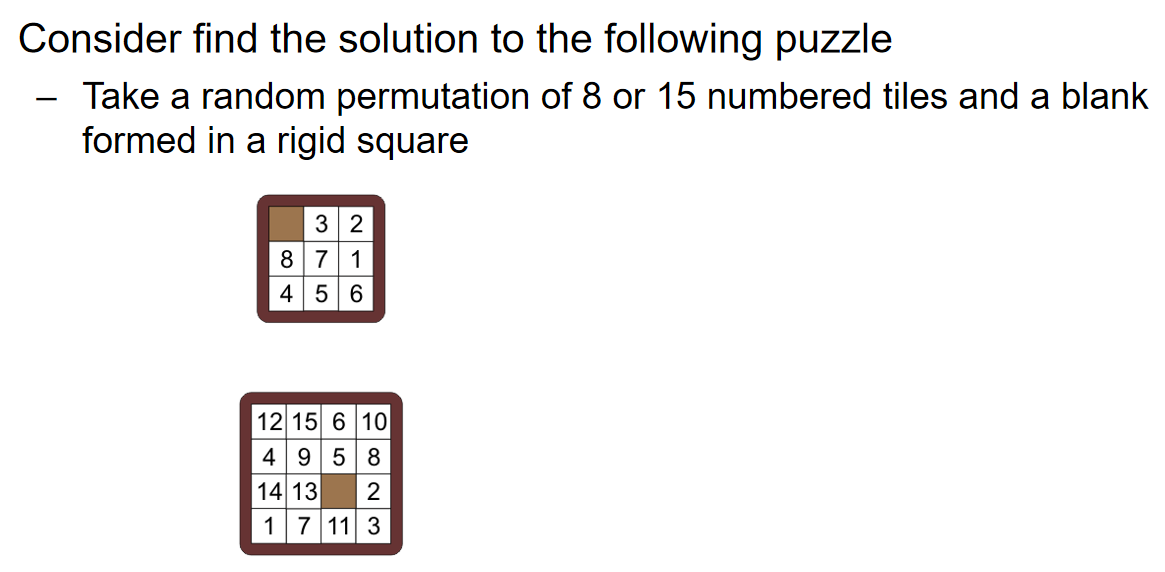 Consider find the solution to the following puzzle
– Take a random permutation of 8 or 15 numbered tiles and a blank
formed in a rigid square
3 2
8 7 1
4 5 6
12 15 6 10
4 9 5 8
14 13 2
1 7 11 3